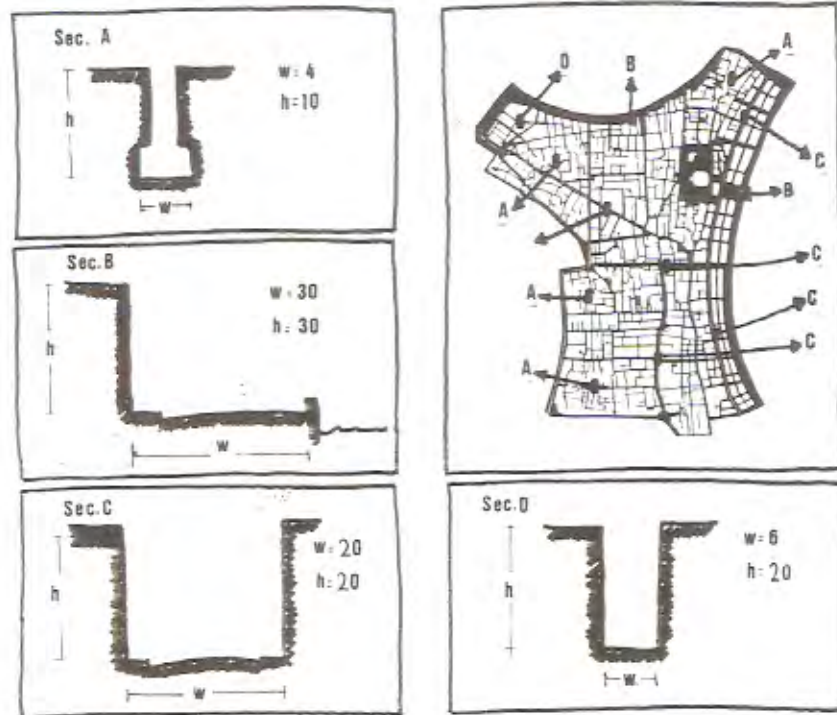 Sec. A
w=4
h=10
h
w
Sec.B
w=30
h=30
h
w
Sec.C
w=20
h=20
h
w
D
B
A
C
B
A
C
A
C
C
A
Sec.D
w=6
h=20
h
w